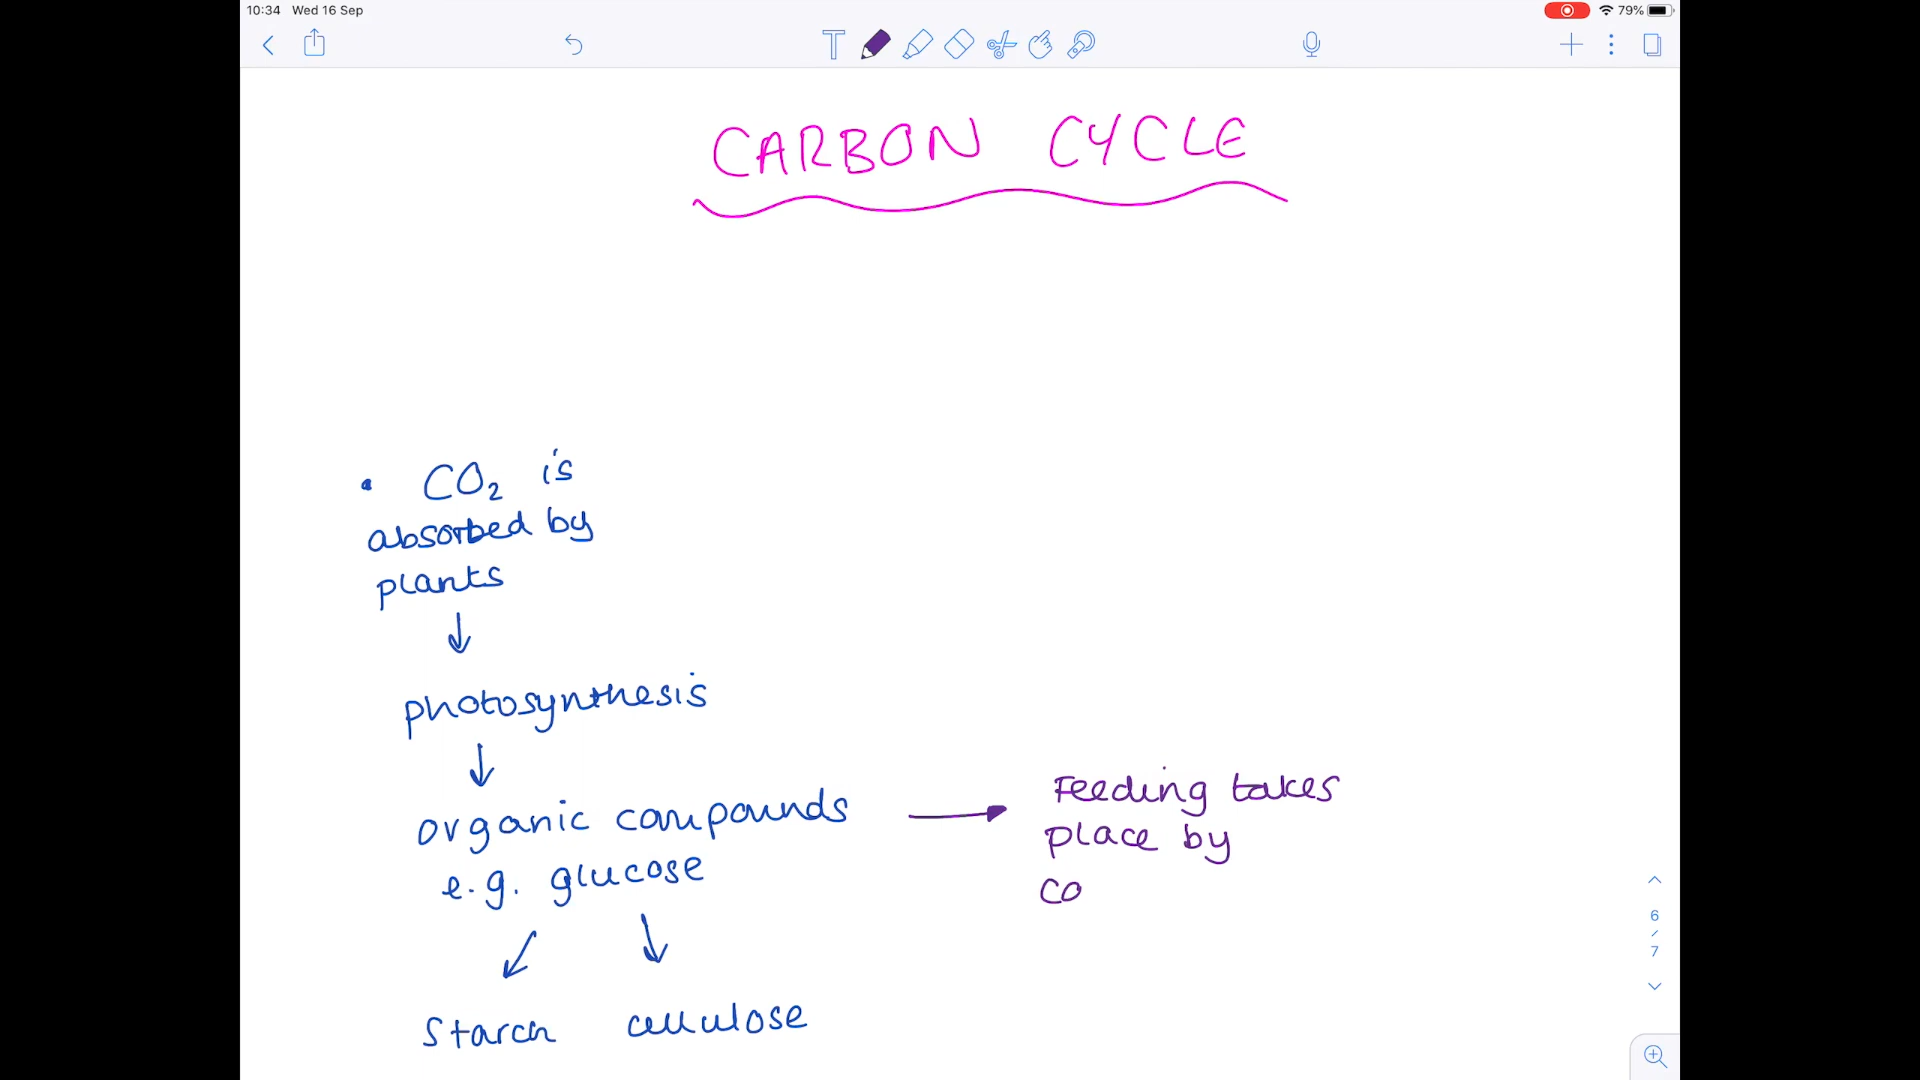 10:34 Wed 16 Sep
79%
T
CARBON CYCLE
• CO₂ is
absorbed by
plants
↓
photosynthesis
↓
organic compounds → Feeding takes
place by
e.g. glucose
co
↙ ↓
Starch cellulose
6
/
7